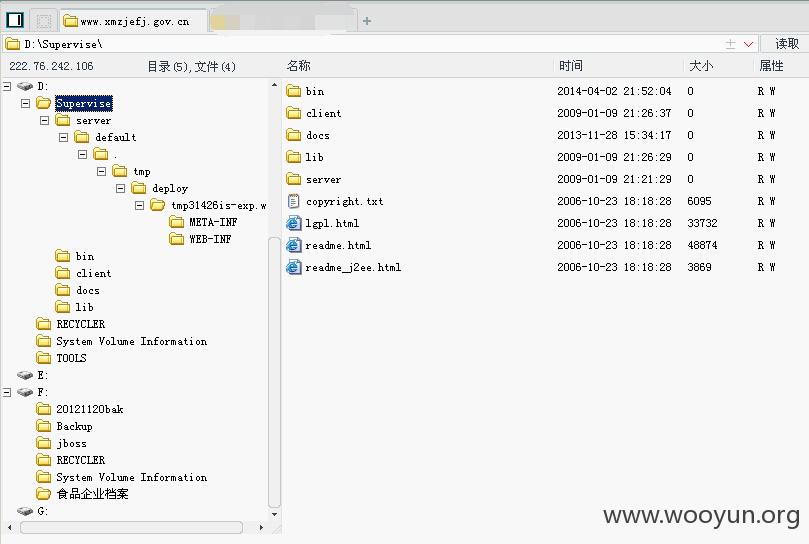 www.xmzjefj.gov.cn
D:\Supervise\ 读取
222.76.242.106 目录(5),文件(4) 名称 时间 大小 属性
D:
Supervise
server
default
.
tmp
deploy
tmp31426is-exp.w
META-INF
WEB-INF
bin
client
docs
lib
RECYCLER
System Volume Information
TOOLS
E:
F:
20121120bak
Backup
jboss
RECYCLER
System Volume Information
食品企业档案
G:
bin 2014-04-02 21:52:04 0 R W
client 2009-01-09 21:26:37 0 R W
docs 2013-11-28 15:34:17 0 R W
lib 2009-01-09 21:26:29 0 R W
server 2009-01-09 21:21:29 0 R W
copyright.txt 2006-10-23 18:18:28 6095 R W
lgpl.html 2006-10-23 18:18:28 33732 R W
readme.html 2006-10-23 18:18:28 48874 R W
readme_j2ee.html 2006-10-23 18:18:28 3869 R W
www.wooyun.org